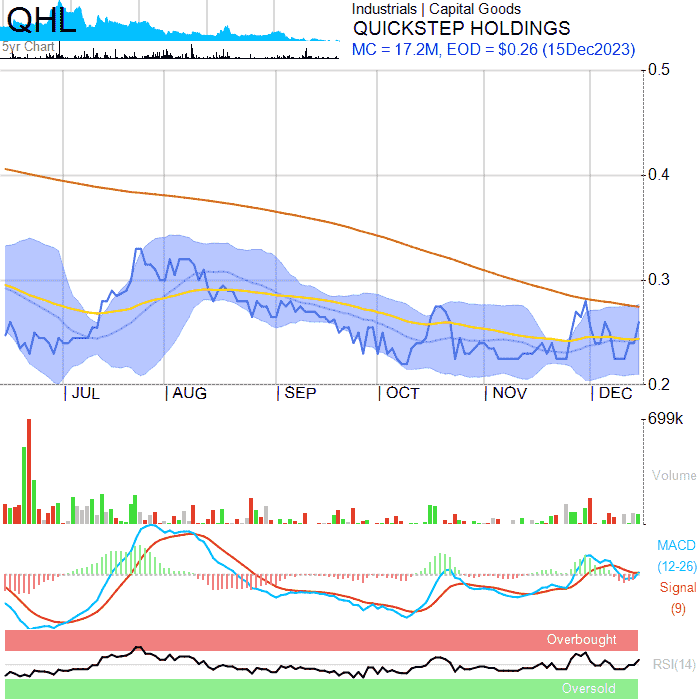 QHL
5yr Chart
Industrials | Capital Goods
QUICKSTEP HOLDINGS
MC = 17.2M, EOD = $0.26 (15Dec2023)
0.5
0.4
0.3
0.2
JUL AUG SEP OCT NOV DEC
699k
Volume
MACD
(12-26)
Signal
(9)
Overbought
RSI(14)
Oversold